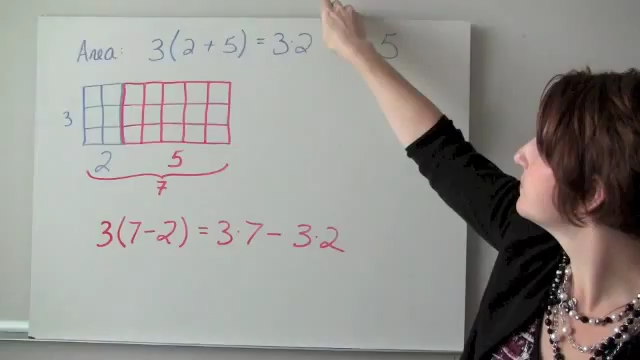 Area: 3(2+5) = 3·2 5
3
2 5
7
3(7-2) = 3·7 - 3·2